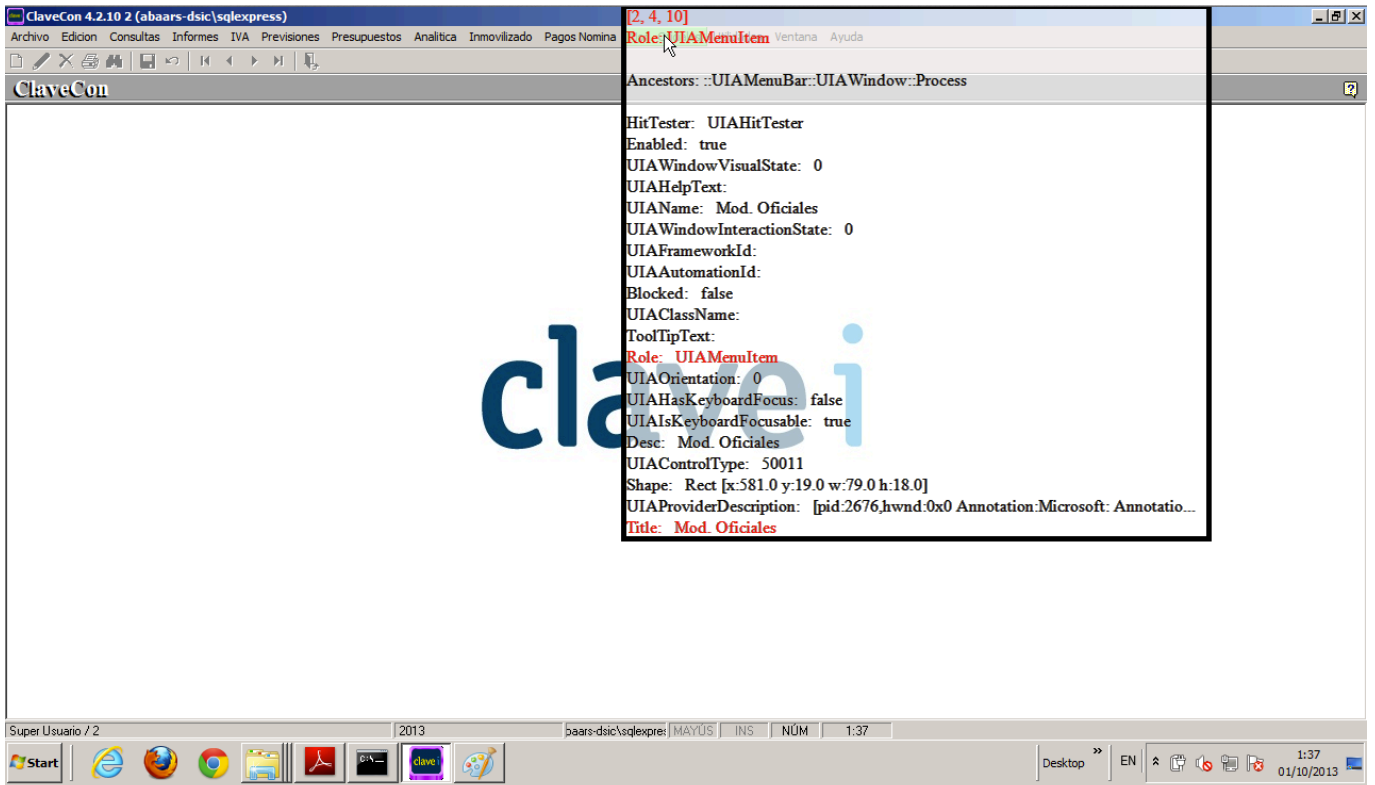 ClaveCon 4.2.10 2 (abaars-dsic\sqlexpress)
Archivo Edicion Consultas Informes IVA Previsiones Presupuestos Analitica Inmovilizado Pagos Nomina Ventana Ayuda
ClaveCon
[2, 4, 10]
Role: UIAMenuItem
Ancestors: ::UIAMenuBar::UIAWindow::Process
HitTester: UIAHitTester
Enabled: true
UIAWindowVisualState: 0
UIAHelpText:
UIAName: Mod. Oficiales
UIAWindowInteractionState: 0
UIAFrameworkId:
UIAAutomationId:
Blocked: false
UIAClassName:
ToolTipText:
Role: UIAMenuItem
UIAOrientation: 0
UIAHasKeyboardFocus: false
UIAIsKeyboardFocusable: true
Desc: Mod. Oficiales
UIAControlType: 50011
Shape: Rect [x:581.0 y:19.0 w:79.0 h:18.0]
UIAProviderDescription: [pid:2676,hwnd:0x0 Annotation:Microsoft: Annotatio...
Title: Mod. Oficiales
clave i
Super Usuario / 2 2013 baars-dsic\sqlexpre: MAYÚS INS NÚM 1:37
Start C:\ clave i Desktop » EN 1:37
01/10/2013